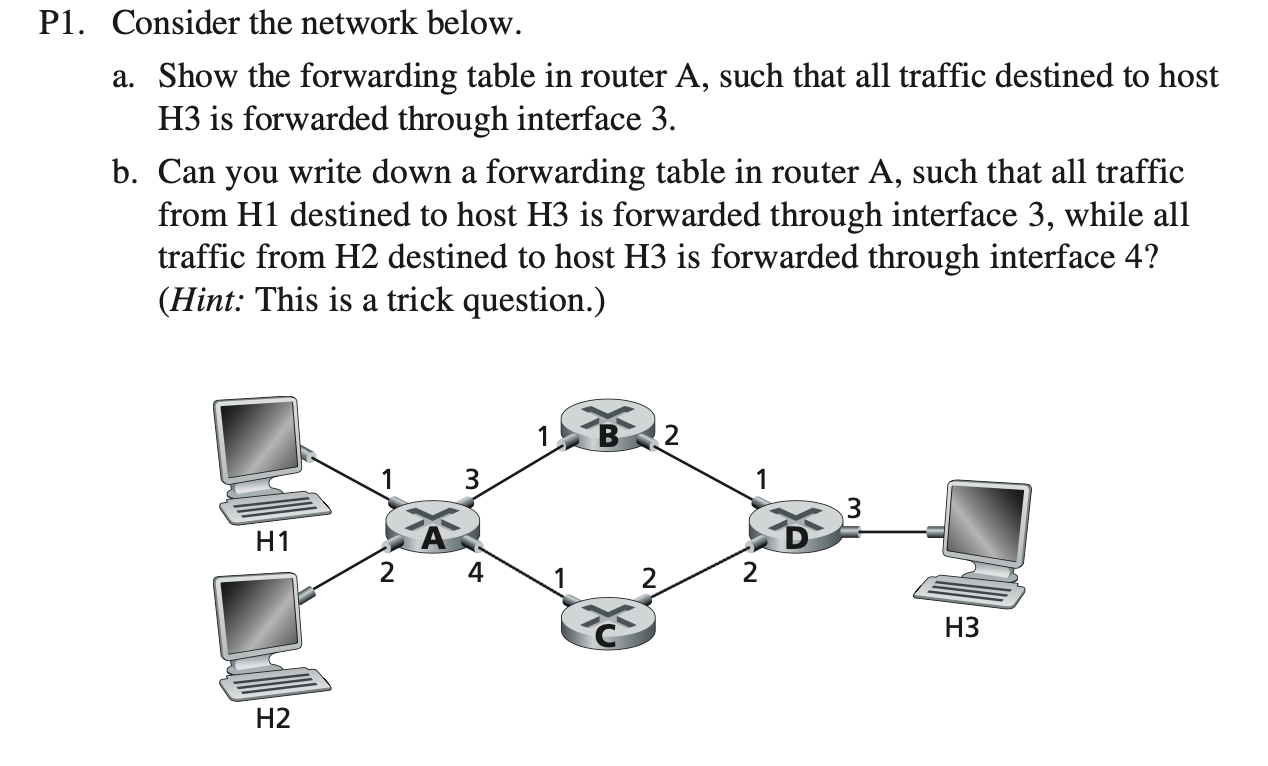 P1. Consider the network below.
a. Show the forwarding table in router A, such that all traffic destined to host
H3 is forwarded through interface 3.
b. Can you write down a forwarding table in router A, such that all traffic
from H1 destined to host H3 is forwarded through interface 3, while all
traffic from H2 destined to host H3 is forwarded through interface 4?
(Hint: This is a trick question.)
1 B 2
1 3 1
H1 A D 3
2 4 1 2 2
C H3
H2